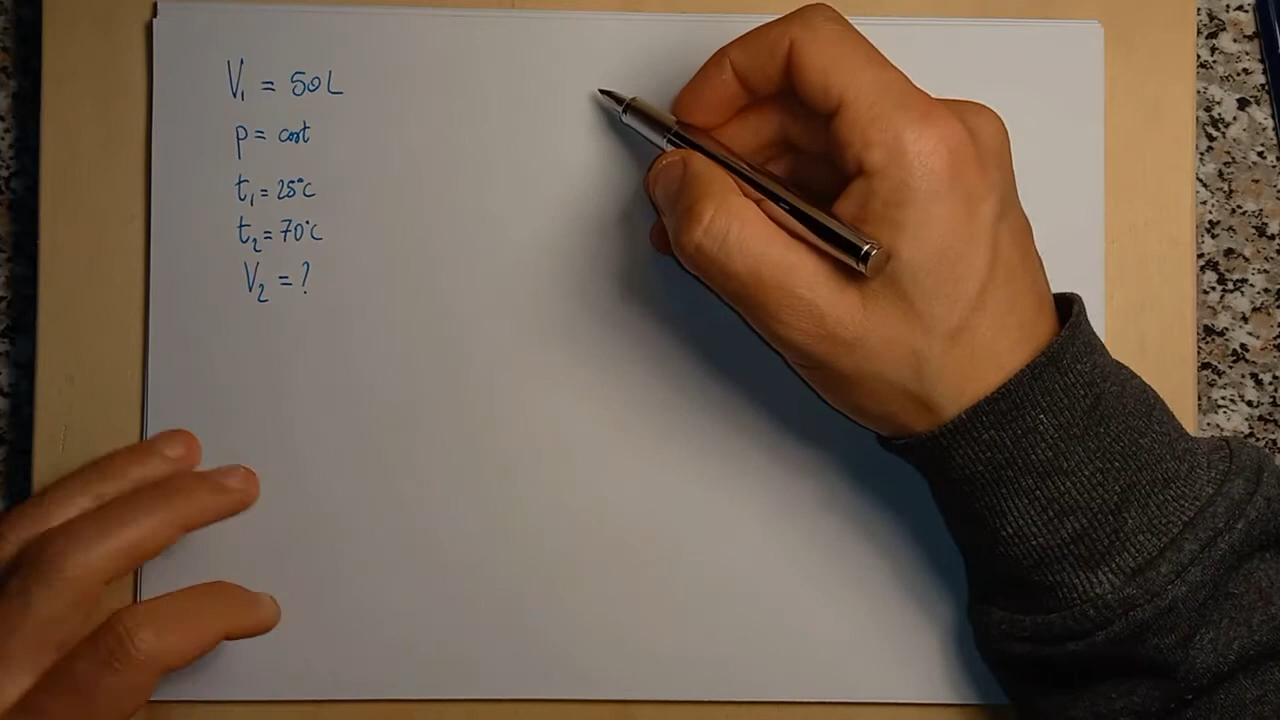 V₁ = 50L
p = cost
t₁ = 25°C
t₂ = 70°C
V₂ = ?